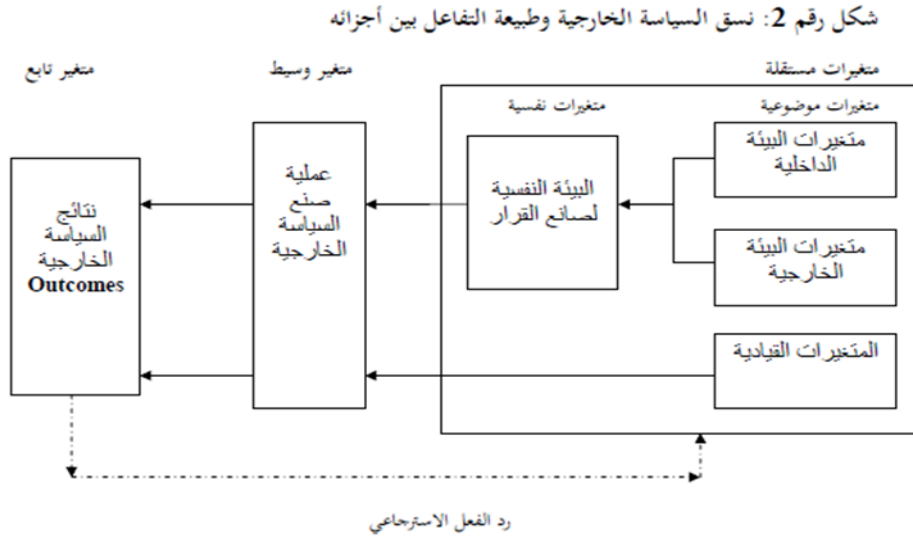 شكل رقم 2: نسق السياسة الخارجية وطبيعة التفاعل بين أجزائه
متغيرات مستقلة
متغير وسيط
متغير تابع
متغيرات موضوعية
متغيرات نفسية
متغيرات البيئة
الداخلية
متغيرات البيئة
الخارجية
المتغيرات القيادية
البيئة النفسية
لصانع القرار
عملية
صنع
السياسة
الخارجية
نتائج
السياسة
الخارجية
Outcomes
رد الفعل الاسترجاعي